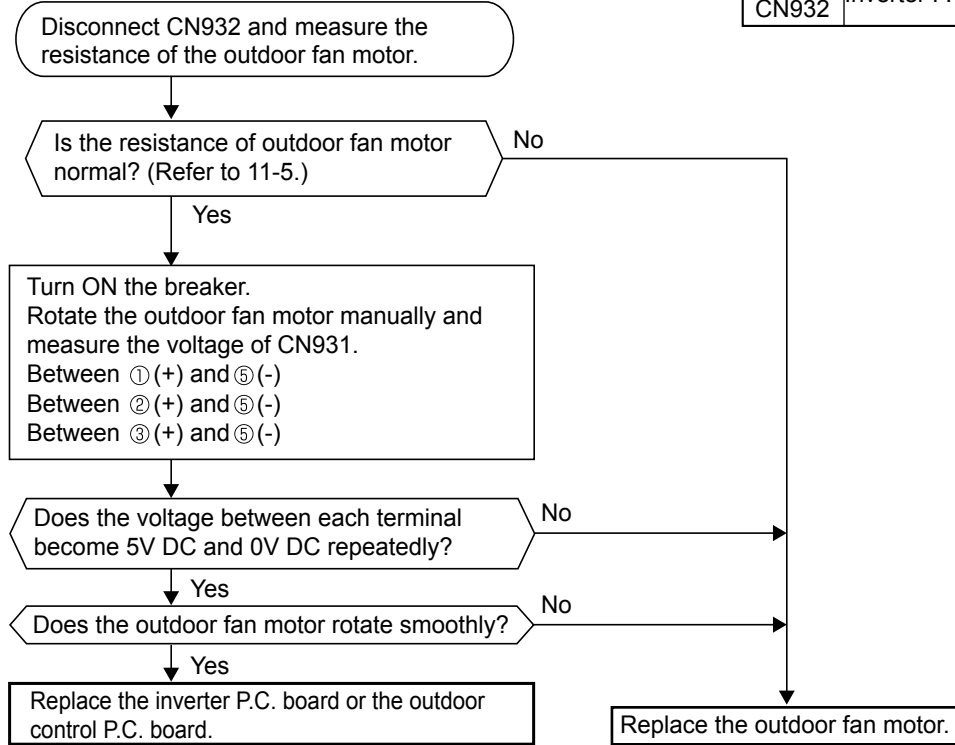 CN932
Disconnect CN932 and measure the
resistance of the outdoor fan motor.
Is the resistance of outdoor fan motor
normal? (Refer to 11-5.)
No
Yes
Turn ON the breaker.
Rotate the outdoor fan motor manually and
measure the voltage of CN931.
Between ①(+) and ⑤(-)
Between ②(+) and ⑤(-)
Between ③(+) and ⑤(-)
Does the voltage between each terminal
become 5V DC and 0V DC repeatedly?
No
Yes
Does the outdoor fan motor rotate smoothly?
No
Yes
Replace the inverter P.C. board or the outdoor
control P.C. board.
Replace the outdoor fan motor.